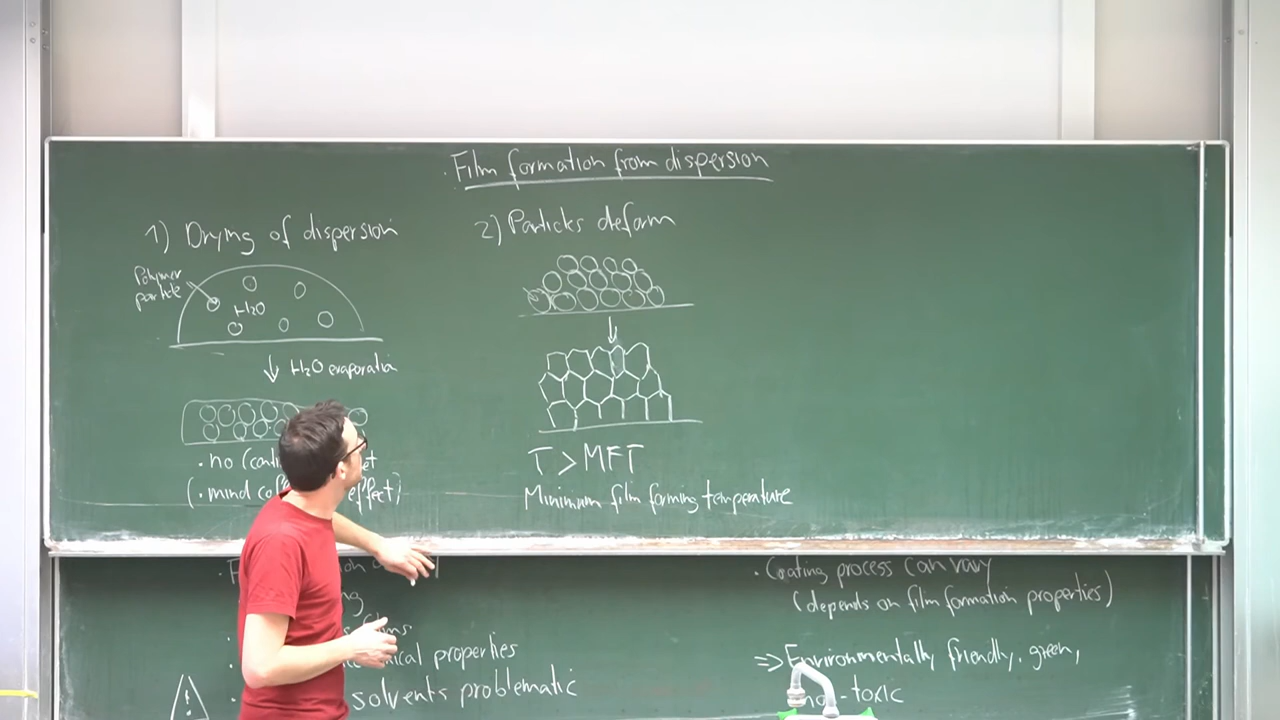 Film formation from dispersion
1) Drying of dispersion
Polymer
particle
H2O
↓ H2O evaporation
. no
(. mind effect)
2) Particles deform
T > MFT
Minimum film forming temperature
. Coating process can vary
(depends on film formation properties)
=> Environmentally friendly, green,
non-toxic
properties
solvents problematic
!